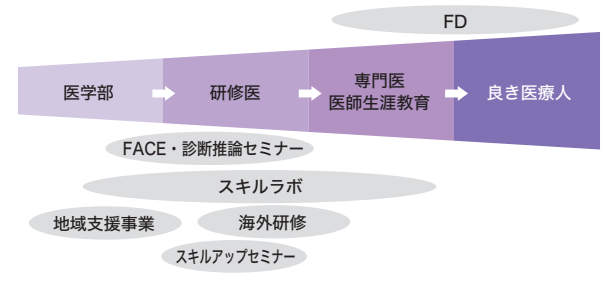 FD
医学部
研修医
専門医
医師生涯教育
良き医療人
FACE・診断推論セミナー
スキルラボ
地域支援事業
海外研修
スキルアップセミナー